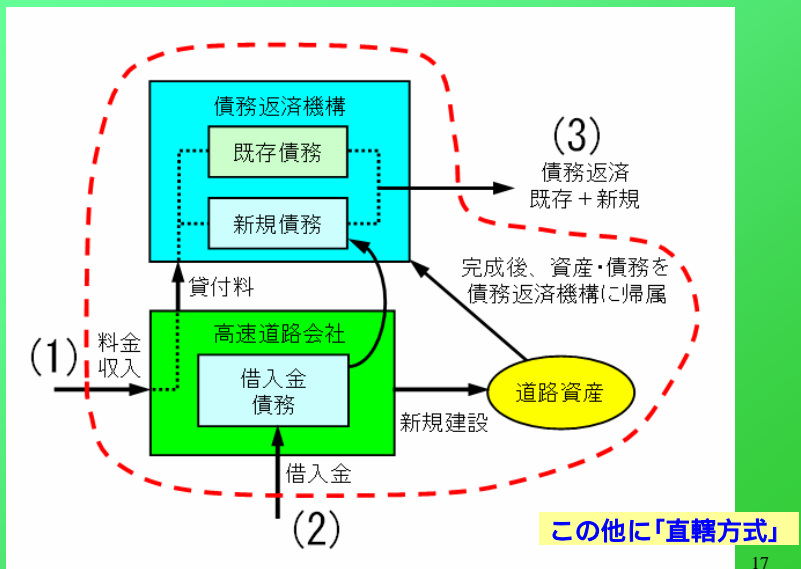 債務返済機構
既存債務
新規債務
(3)
債務返済
既存＋新規
完成後、資産･債務を
債務返済機構に帰属
貸付料
高速道路会社
(1)
料金
収入
借入金
債務
新規建設
道路資産
借入金
(2)
この他に｢直轄方式｣
17